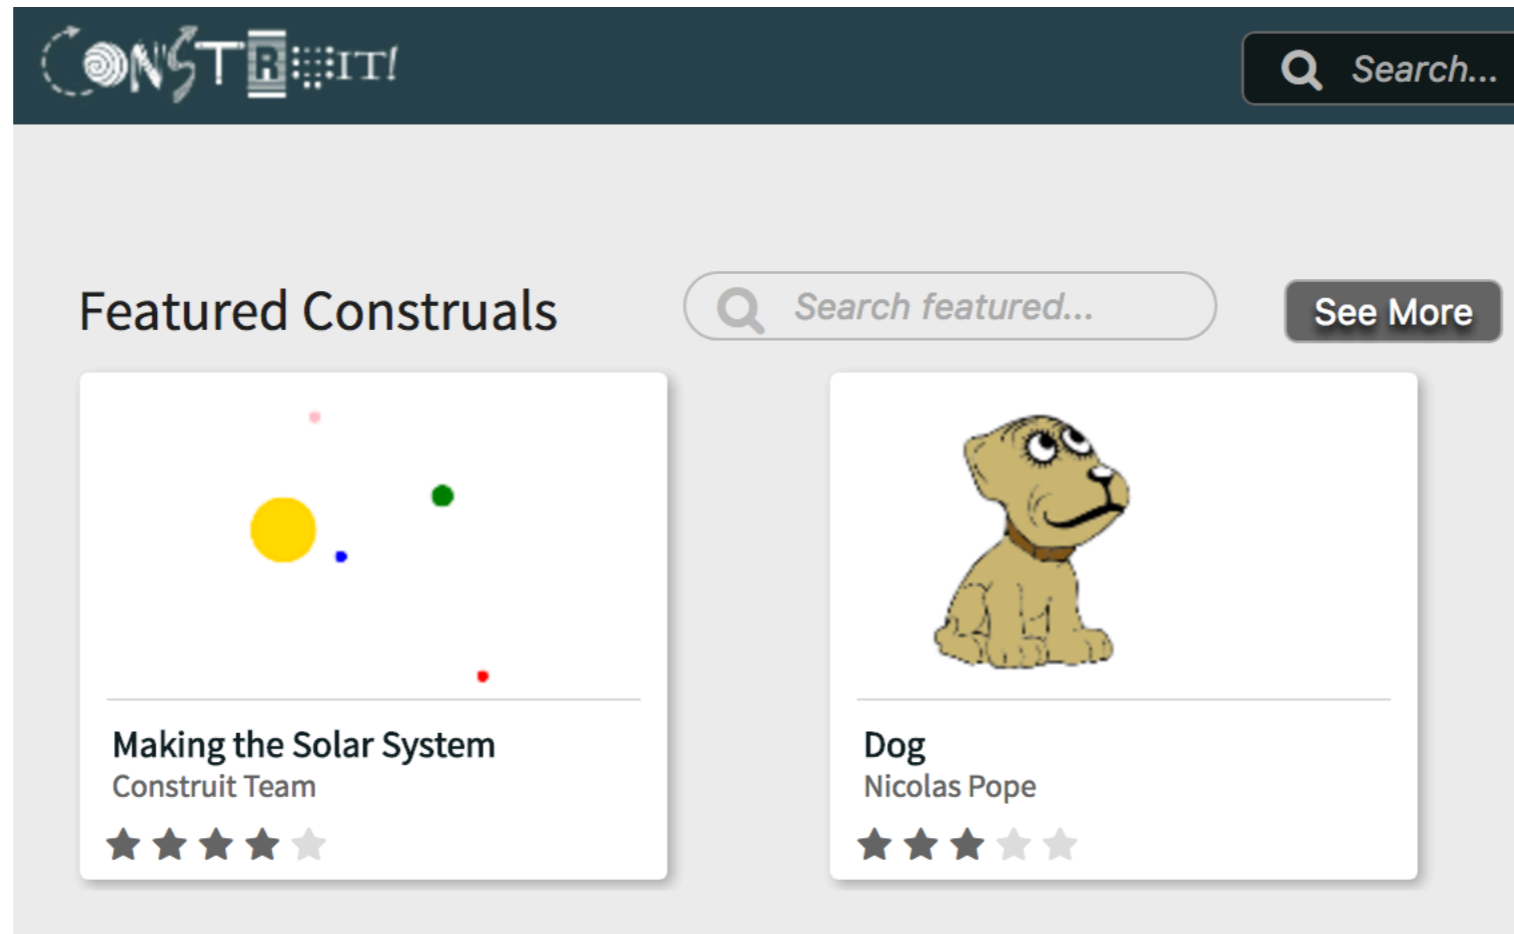 CONSTRUIT!
Search...
Featured Construals
Search featured...
See More
Making the Solar System
Construit Team
Dog
Nicolas Pope